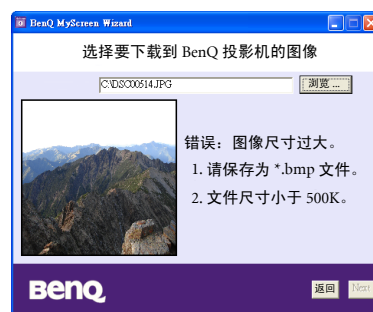 BenQ MyScreen Wizard
选择要下载到 BenQ 投影机的图像
C:\DSC00514.JPG
浏览 ...
错误：图像尺寸过大。
1. 请保存为 *.bmp 文件。
2. 文件尺寸小于 500K。
BenQ
返回
Next